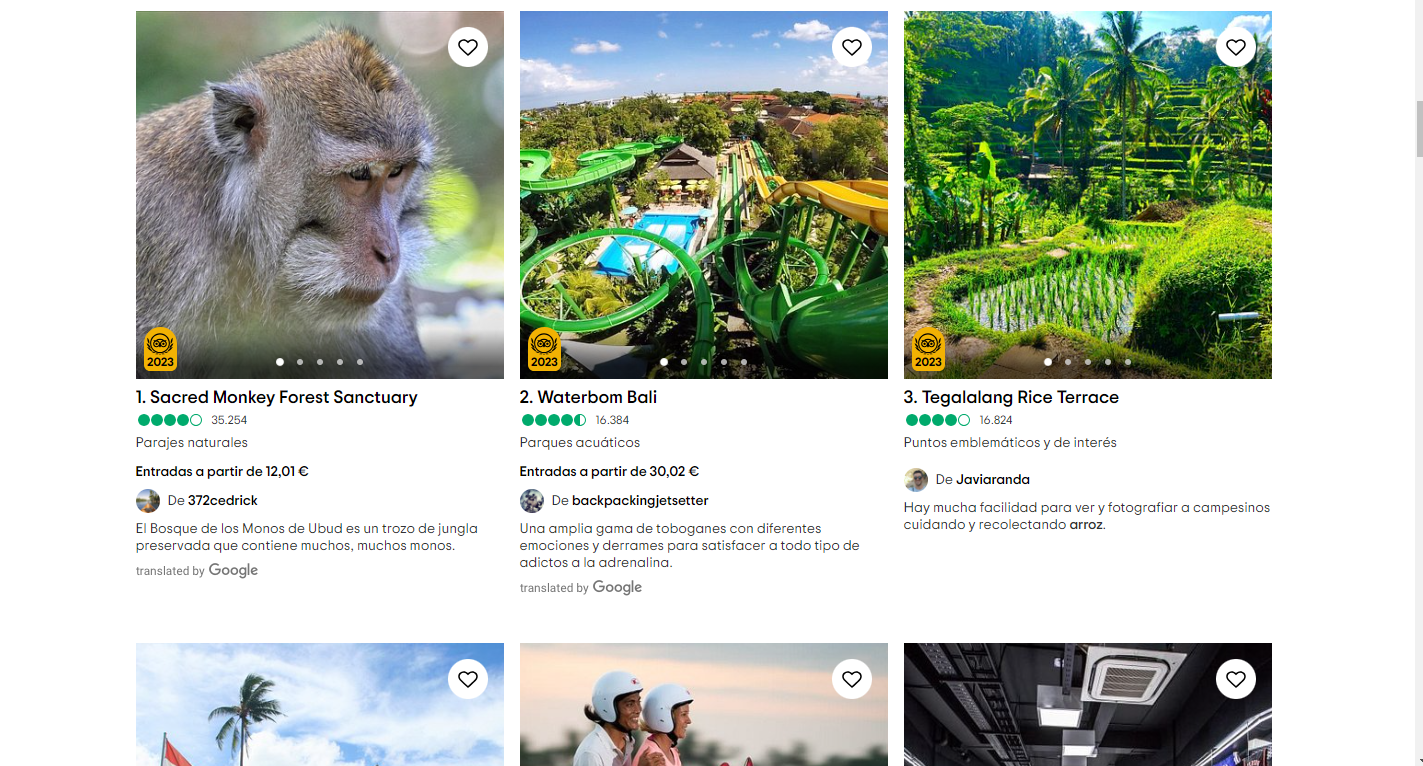 2023
2023
2023
1. Sacred Monkey Forest Sanctuary
35.254
Parajes naturales
Entradas a partir de 12,01 €
De 372cedrick
El Bosque de los Monos de Ubud es un trozo de jungla
preservada que contiene muchos, muchos monos.
translated by Google
2. Waterbom Bali
16.384
Parques acuáticos
Entradas a partir de 30,02 €
De backpackingjetsetter
Una amplia gama de toboganes con diferentes
emociones y derrames para satisfacer a todo tipo de
adictos a la adrenalina.
translated by Google
3. Tegalalang Rice Terrace
16.824
Puntos emblemáticos y de interés
De Javiaranda
Hay mucha facilidad para ver y fotografiar a campesinos
cuidando y recolectando arroz.